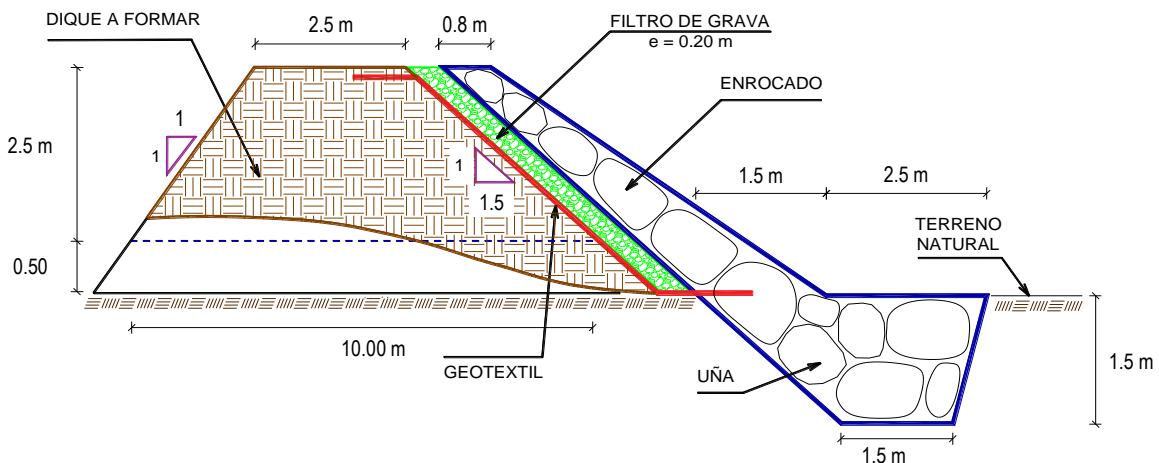 DIQUE A FORMAR
2.5 m
0.8 m
FILTRO DE GRAVA
e = 0.20 m
ENROCADO
1
1
2.5 m
1
1.5
1.5 m
2.5 m
TERRENO
NATURAL
0.50
10.00 m
GEOTEXTIL
UÑA
1.5 m
1.5 m